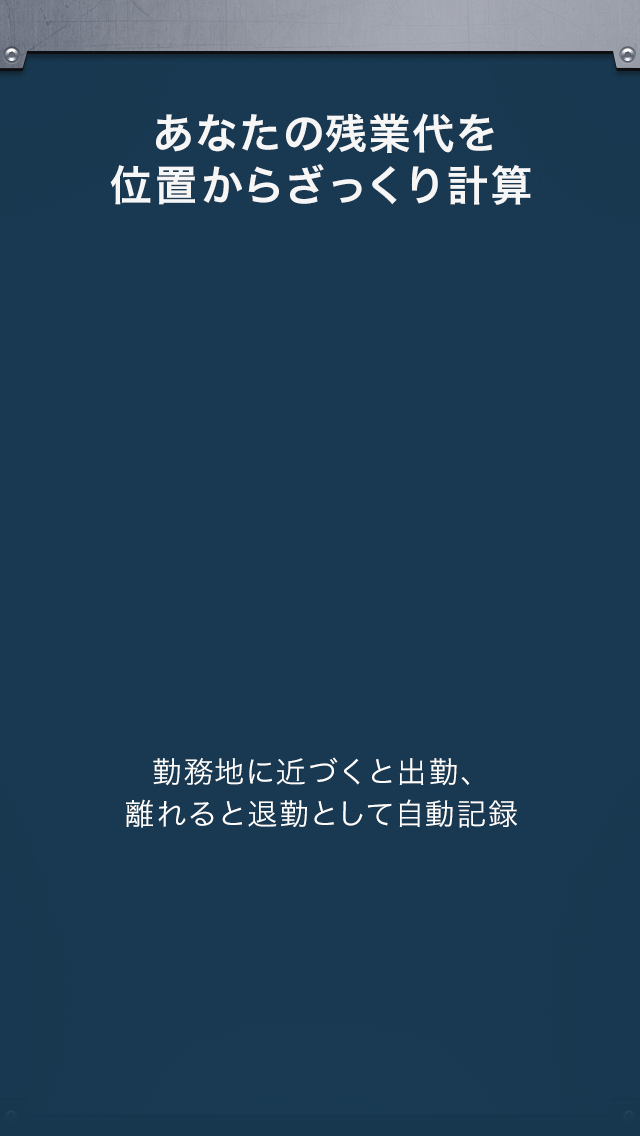 あなたの残業代を
位置からざっくり計算
勤務地に近づくと出勤、
離れると退勤として自動記録